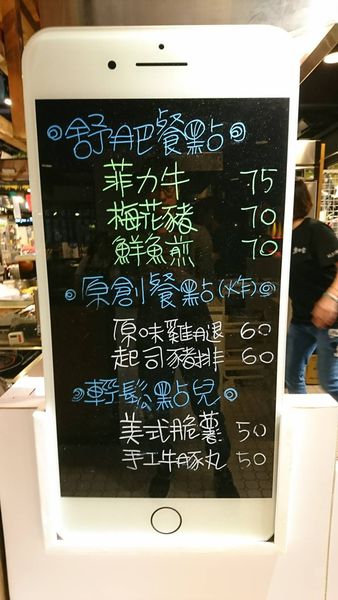 舒肥餐點
菲力牛 75
梅花豬 70
鮮魚煎 70
原創餐點(炸)
原味雞腿 60
起司豬排 60
輕鬆點兒
美式脆薯 50
手工牛豚丸 50